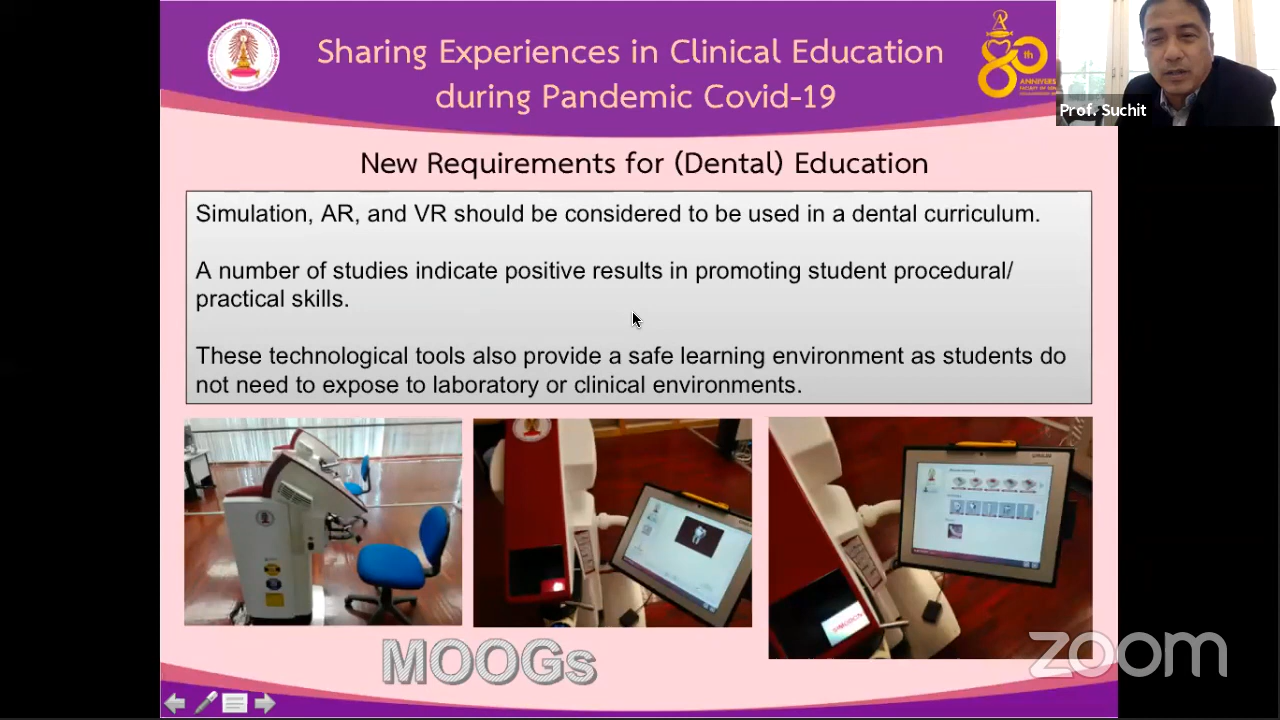 Sharing Experiences in Clinical Education
during Pandemic Covid-19
80th
ANNIVERS
Prof. Suchit
New Requirements for (Dental) Education
Simulation, AR, and VR should be considered to be used in a dental curriculum.
A number of studies indicate positive results in promoting student procedural/
practical skills.
These technological tools also provide a safe learning environment as students do
not need to expose to laboratory or clinical environments.
SIMODONT
MOOGs
zoom